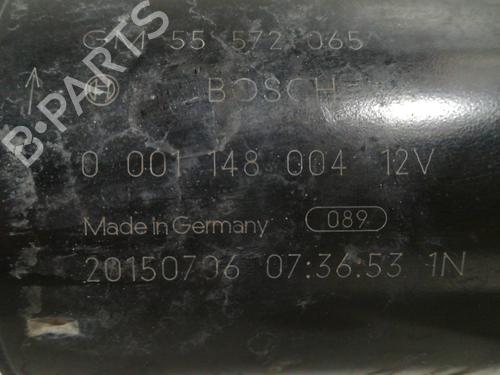 GM 55 572 065
BOSCH
0 001 148 004 12V
Made in Germany 089
20150706 07:36:53 1N
B-PARTS